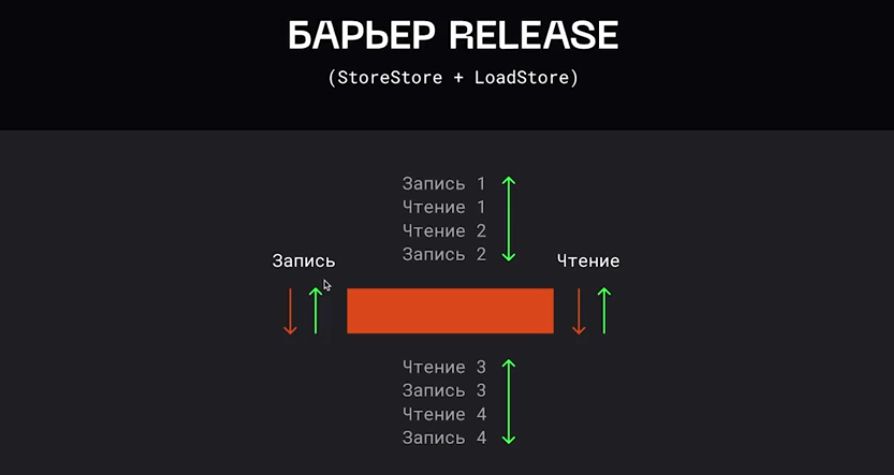 БАРЬЕР RELEASE
(StoreStore + LoadStore)
Запись 1
Чтение 1
Чтение 2
Запись 2
Запись
Чтение
Чтение 3
Запись 3
Чтение 4
Запись 4